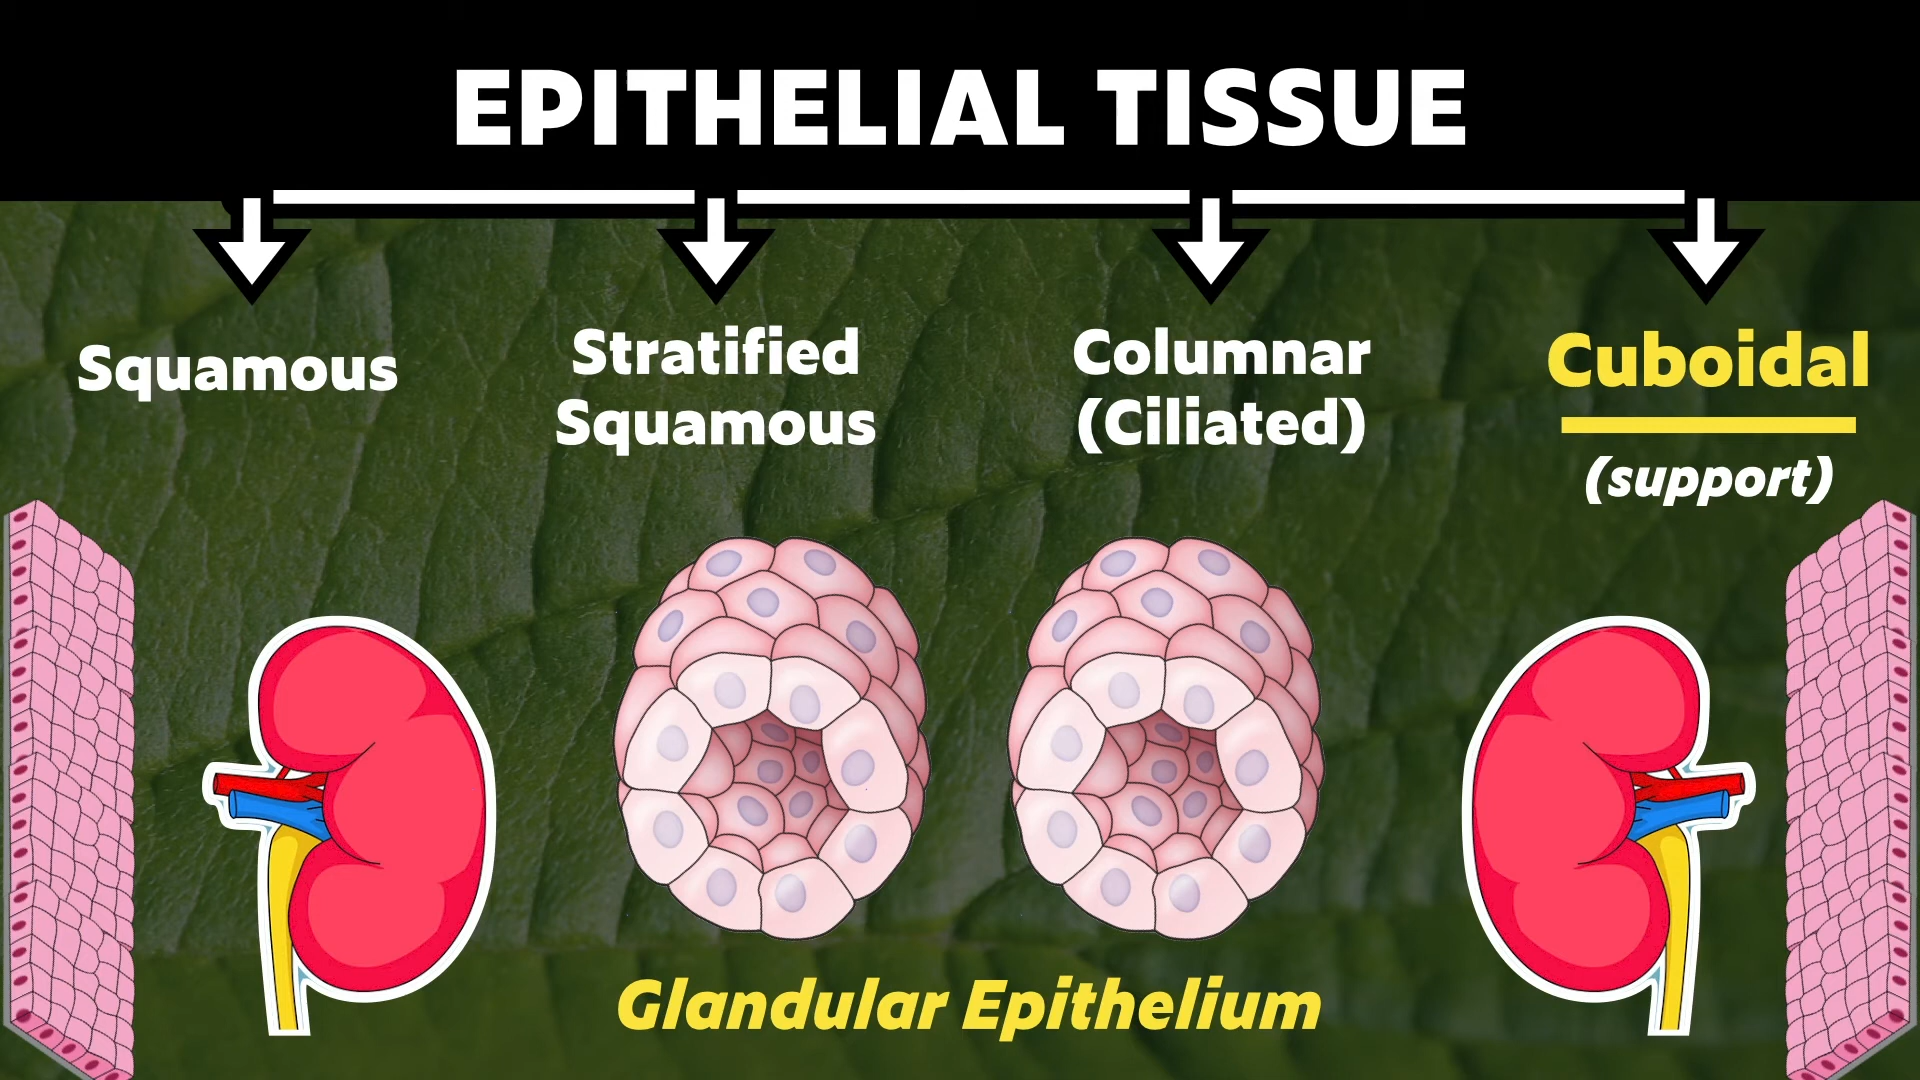 EPITHELIAL TISSUE
Squamous
Stratified
Squamous
Columnar
(Ciliated)
Cuboidal
(support)
Glandular Epithelium